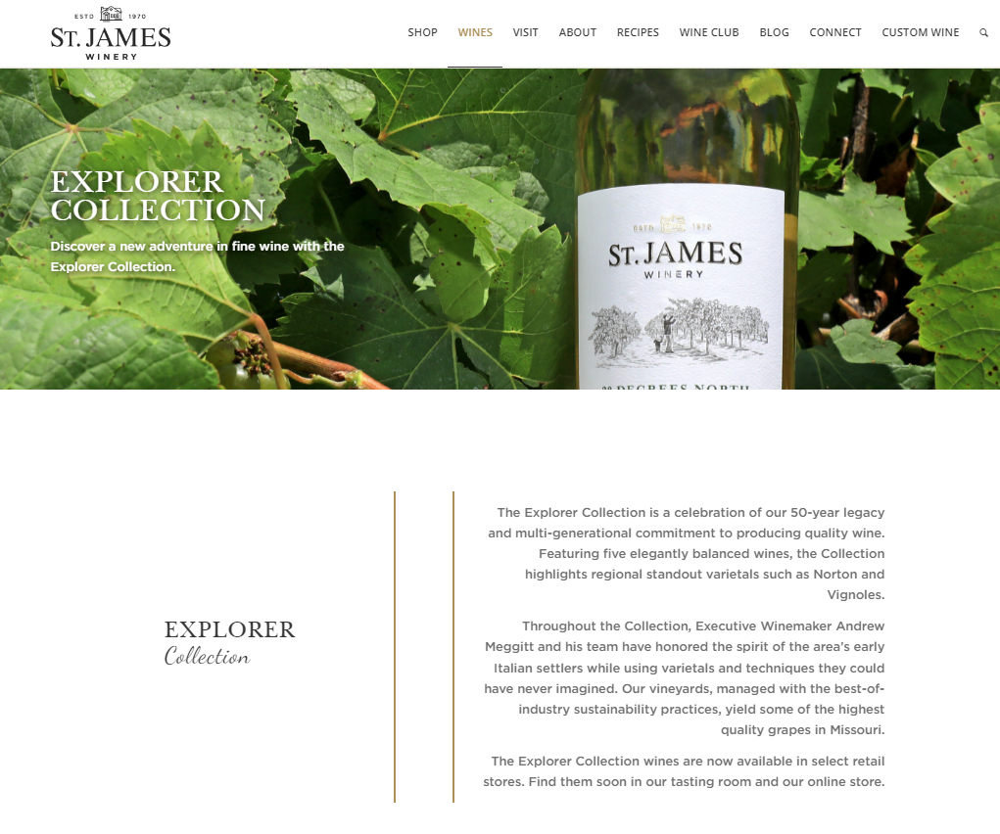 ESTD 1970
ST. JAMES
WINERY
SHOP WINES VISIT ABOUT RECIPES WINE CLUB BLOG CONNECT CUSTOM WINE
EXPLORER
COLLECTION
Discover a new adventure in fine wine with the
Explorer Collection.
ESTD 1970
ST. JAMES
WINERY
DEGREES NORTH
EXPLORER
Collection
The Explorer Collection is a celebration of our 50-year legacy
and multi-generational commitment to producing quality wine.
Featuring five elegantly balanced wines, the Collection
highlights regional standout varietals such as Norton and
Vignoles.
Throughout the Collection, Executive Winemaker Andrew
Meggitt and his team have honored the spirit of the area’s early
Italian settlers while using varietals and techniques they could
have never imagined. Our vineyards, managed with the best-of-
industry sustainability practices, yield some of the highest
quality grapes in Missouri.
The Explorer Collection wines are now available in select retail
stores. Find them soon in our tasting room and our online store.